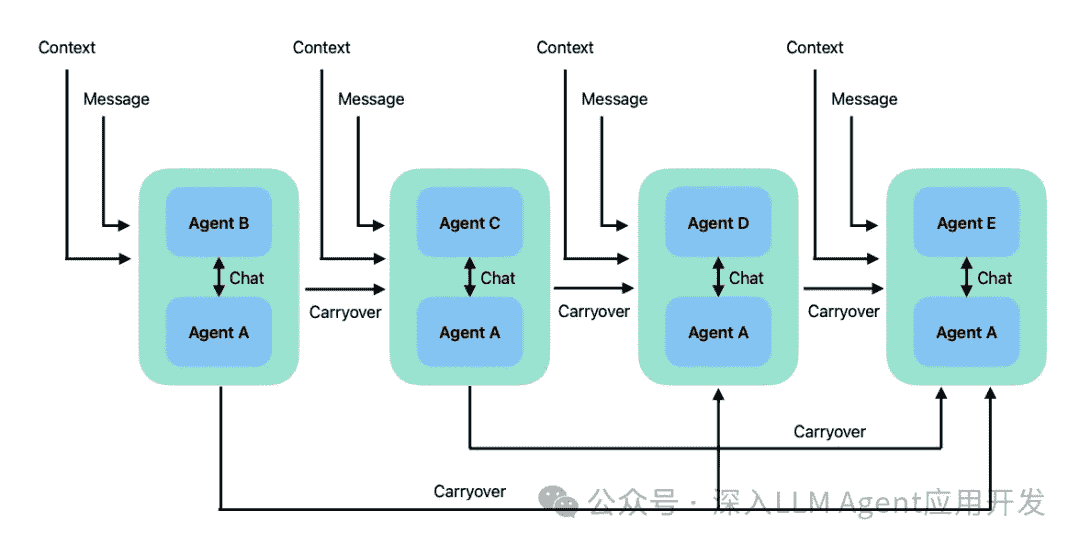 Context
Context
Context
Context
Message
Message
Message
Message
Agent B
Agent C
Agent D
Agent E
Chat
Chat
Chat
Chat
Carryover
Carryover
Carryover
Agent A
Agent A
Agent A
Agent A
Carryover
Carryover
公众号 · 深入LLM Agent应用开发